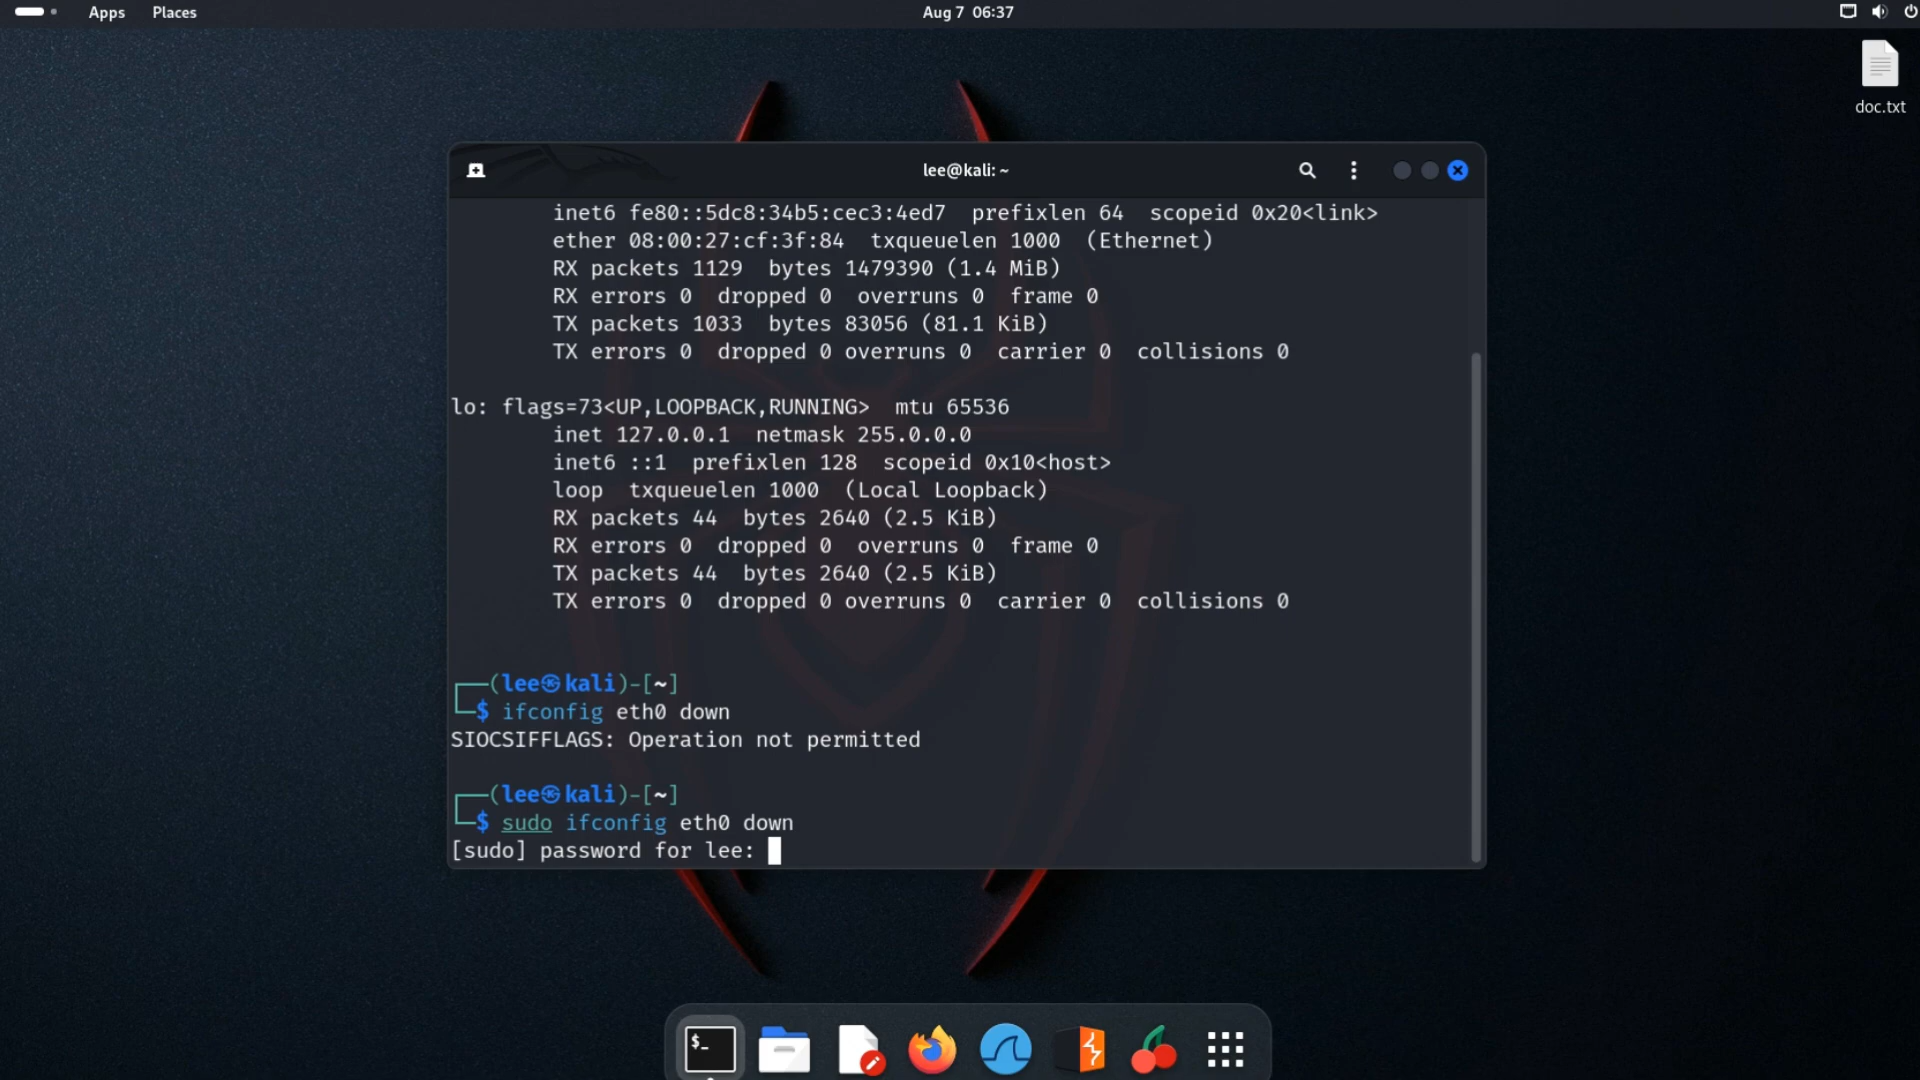 Apps Places Aug 7 06:37
doc.txt
lee@kali: ~
inet6 fe80::5dc8:34b5:cec3:4ed7 prefixlen 64 scopeid 0x20<link>
ether 08:00:27:cf:3f:84 txqueuelen 1000 (Ethernet)
RX packets 1129 bytes 1479390 (1.4 MiB)
RX errors 0 dropped 0 overruns 0 frame 0
TX packets 1033 bytes 83056 (81.1 KiB)
TX errors 0 dropped 0 overruns 0 carrier 0 collisions 0
lo: flags=73<UP,LOOPBACK,RUNNING> mtu 65536
inet 127.0.0.1 netmask 255.0.0.0
inet6 ::1 prefixlen 128 scopeid 0x10<host>
loop txqueuelen 1000 (Local Loopback)
RX packets 44 bytes 2640 (2.5 KiB)
RX errors 0 dropped 0 overruns 0 frame 0
TX packets 44 bytes 2640 (2.5 KiB)
TX errors 0 dropped 0 overruns 0 carrier 0 collisions 0
┌──(lee㉿kali)-[~]
└─$ ifconfig eth0 down
SIOCSIFFLAGS: Operation not permitted
┌──(lee㉿kali)-[~]
└─$ sudo ifconfig eth0 down
[sudo] password for lee:
$_